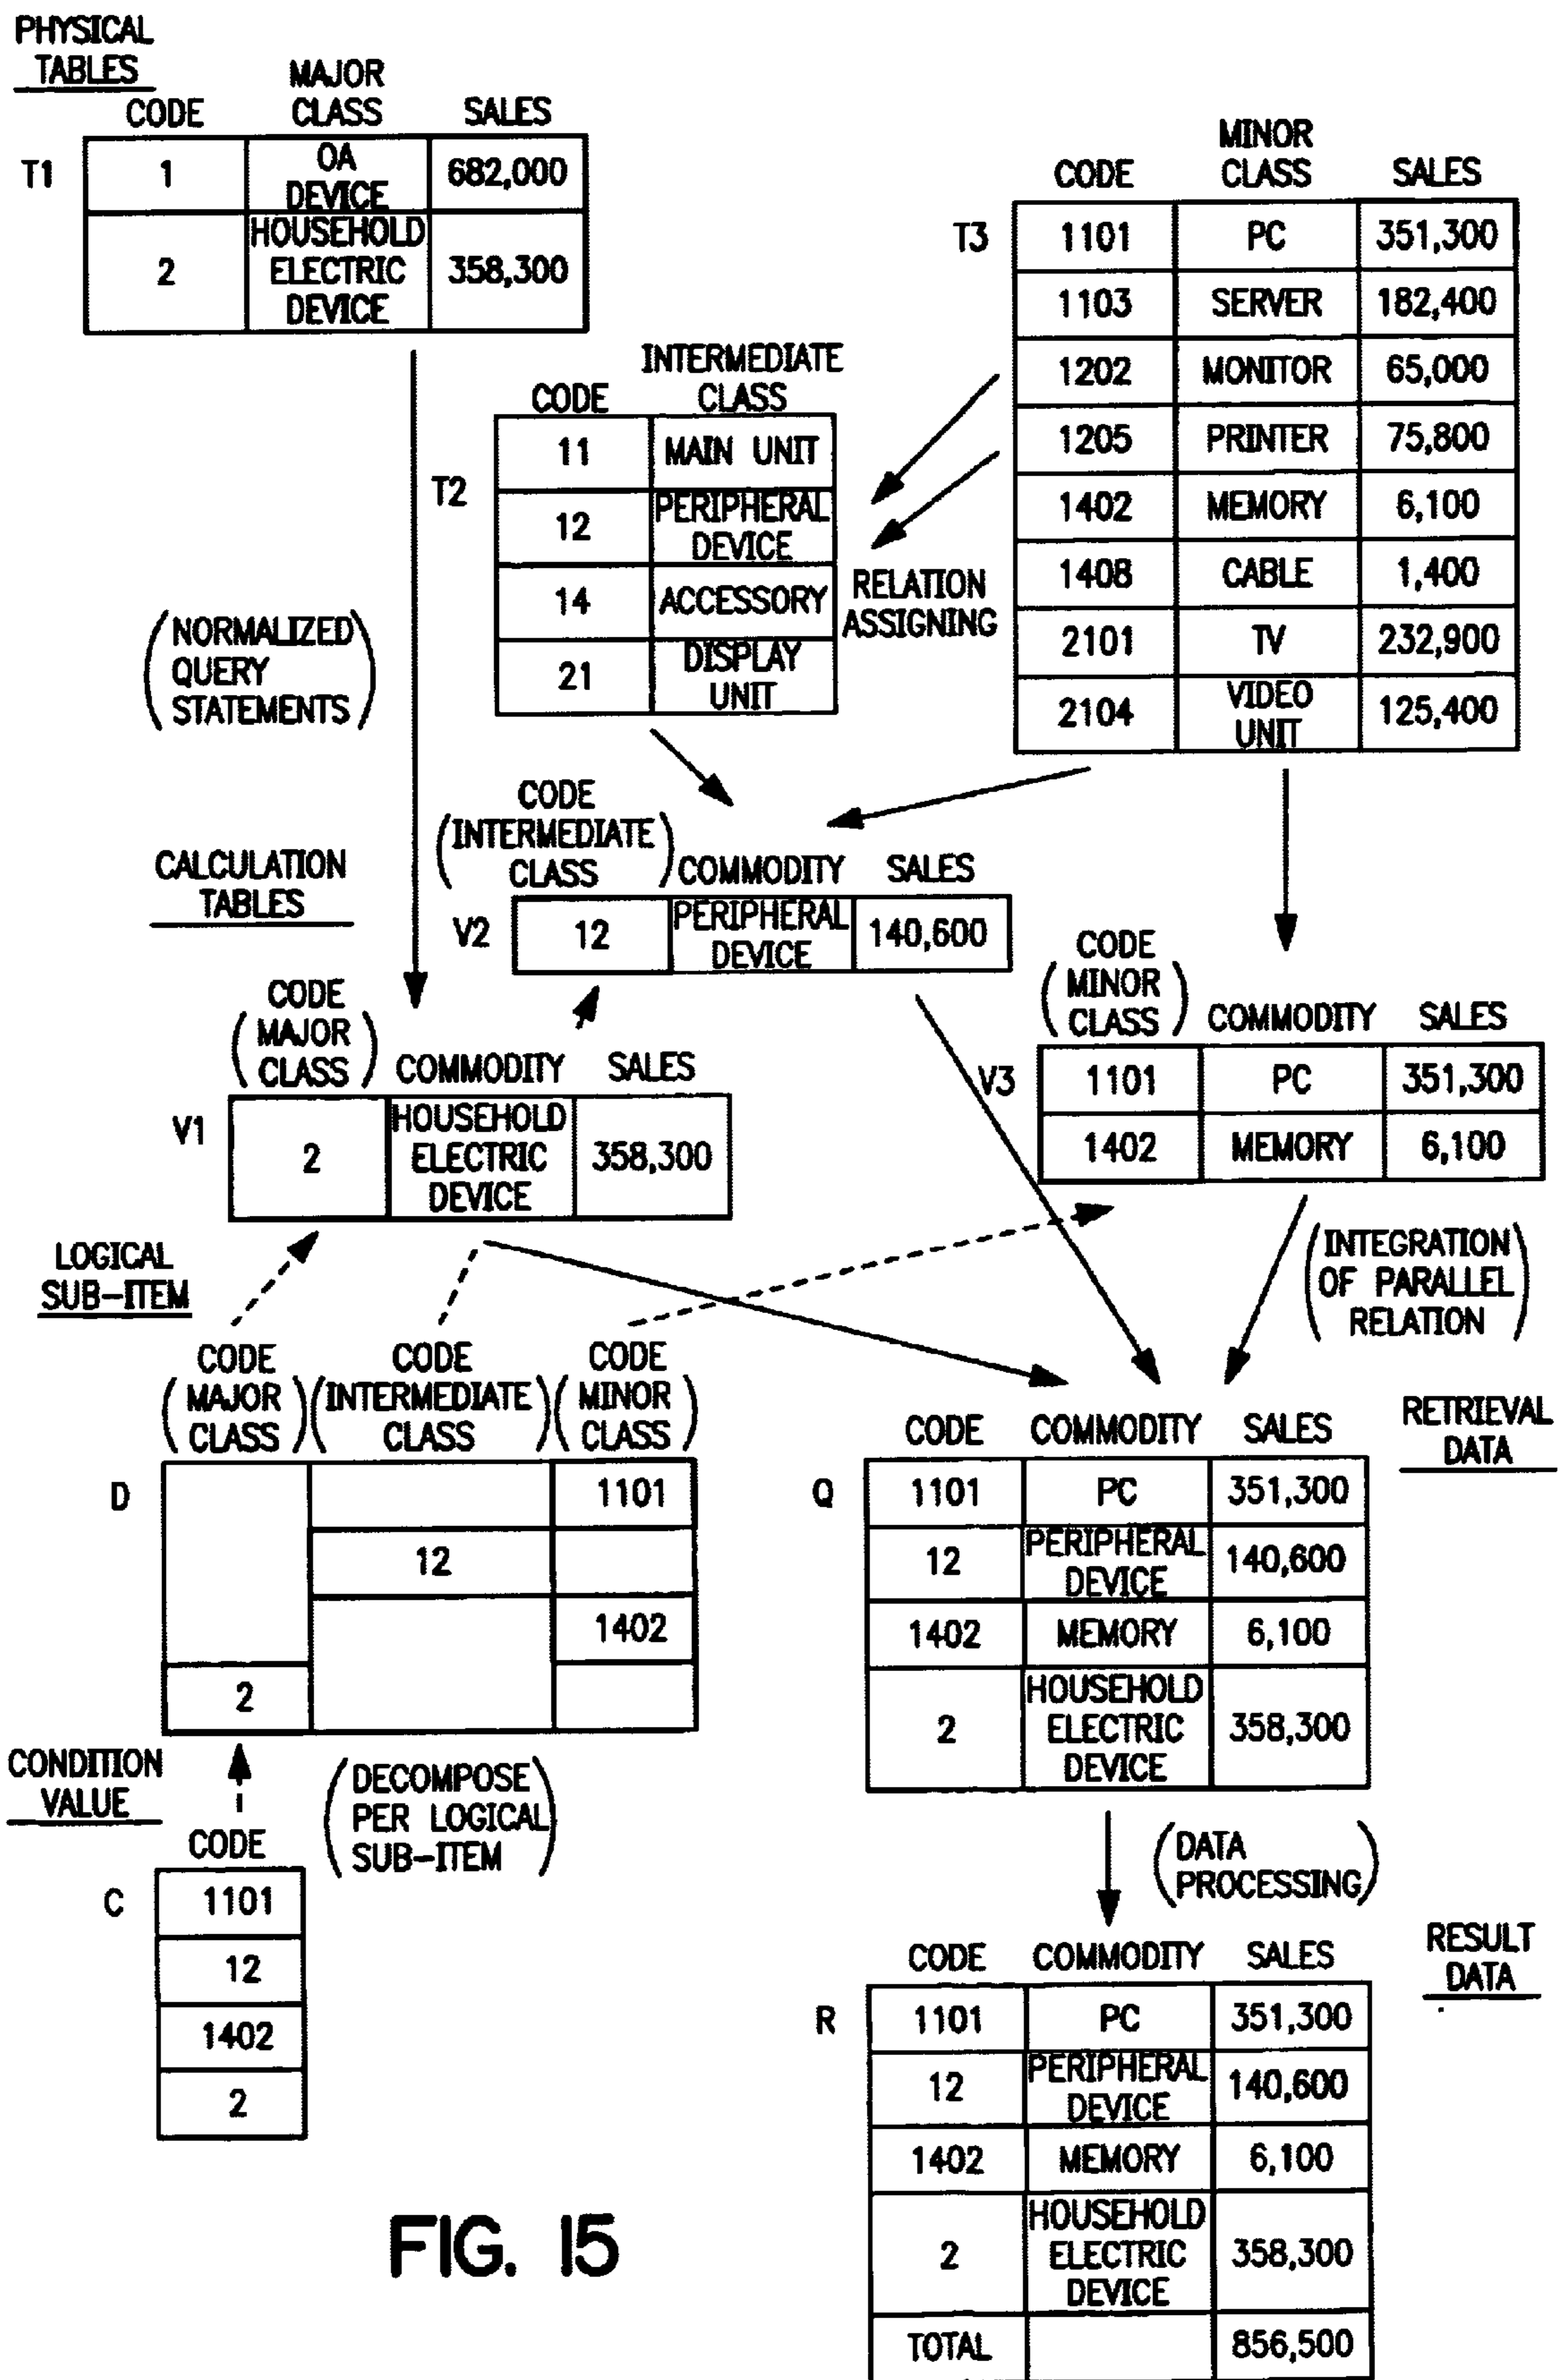 PHYSICAL
TABLES
CODE MAJOR CLASS SALES
T1
1 OA DEVICE 682,000
2 HOUSEHOLD ELECTRIC DEVICE 358,300
CODE MINOR CLASS SALES
T3
1101 PC 351,300
1103 SERVER 182,400
1202 MONITOR 65,000
1205 PRINTER 75,800
1402 MEMORY 6,100
1408 CABLE 1,400
2101 TV 232,900
2104 VIDEO UNIT 125,400
CODE INTERMEDIATE CLASS
T2
11 MAIN UNIT
12 PERIPHERAL DEVICE
14 ACCESSORY
21 DISPLAY UNIT
RELATION
ASSIGNING
(NORMALIZED
QUERY
STATEMENTS)
CALCULATION
TABLES
CODE (INTERMEDIATE CLASS) COMMODITY SALES
V2
12 PERIPHERAL DEVICE 140,600
CODE (MINOR CLASS) COMMODITY SALES
V3
1101 PC 351,300
1402 MEMORY 6,100
CODE (MAJOR CLASS) COMMODITY SALES
V1
2 HOUSEHOLD ELECTRIC DEVICE 358,300
LOGICAL
SUB-ITEM
(INTEGRATION
OF PARALLEL
RELATION)
CODE (MAJOR CLASS) CODE (INTERMEDIATE CLASS) CODE (MINOR CLASS)
D
1101
12
1402
2
RETRIEVAL
DATA
CODE COMMODITY SALES
Q
1101 PC 351,300
12 PERIPHERAL DEVICE 140,600
1402 MEMORY 6,100
2 HOUSEHOLD ELECTRIC DEVICE 358,300
CONDITION
VALUE
(DECOMPOSE
PER LOGICAL
SUB-ITEM)
CODE
C
1101
12
1402
2
(DATA
PROCESSING)
RESULT
DATA
CODE COMMODITY SALES
R
1101 PC 351,300
12 PERIPHERAL DEVICE 140,600
1402 MEMORY 6,100
2 HOUSEHOLD ELECTRIC DEVICE 358,300
TOTAL 856,500
FIG. 15